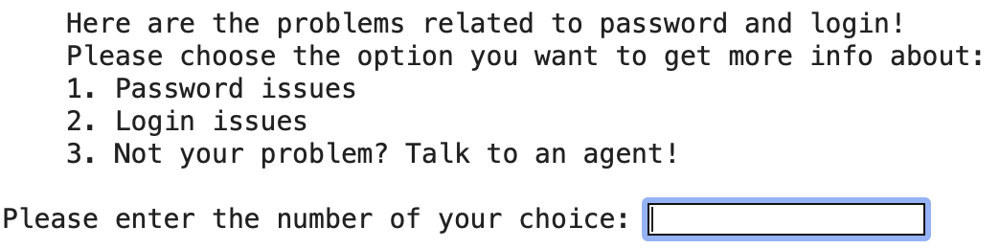 Here are the problems related to password and login!
Please choose the option you want to get more info about:
1. Password issues
2. Login issues
3. Not your problem? Talk to an agent!
Please enter the number of your choice: